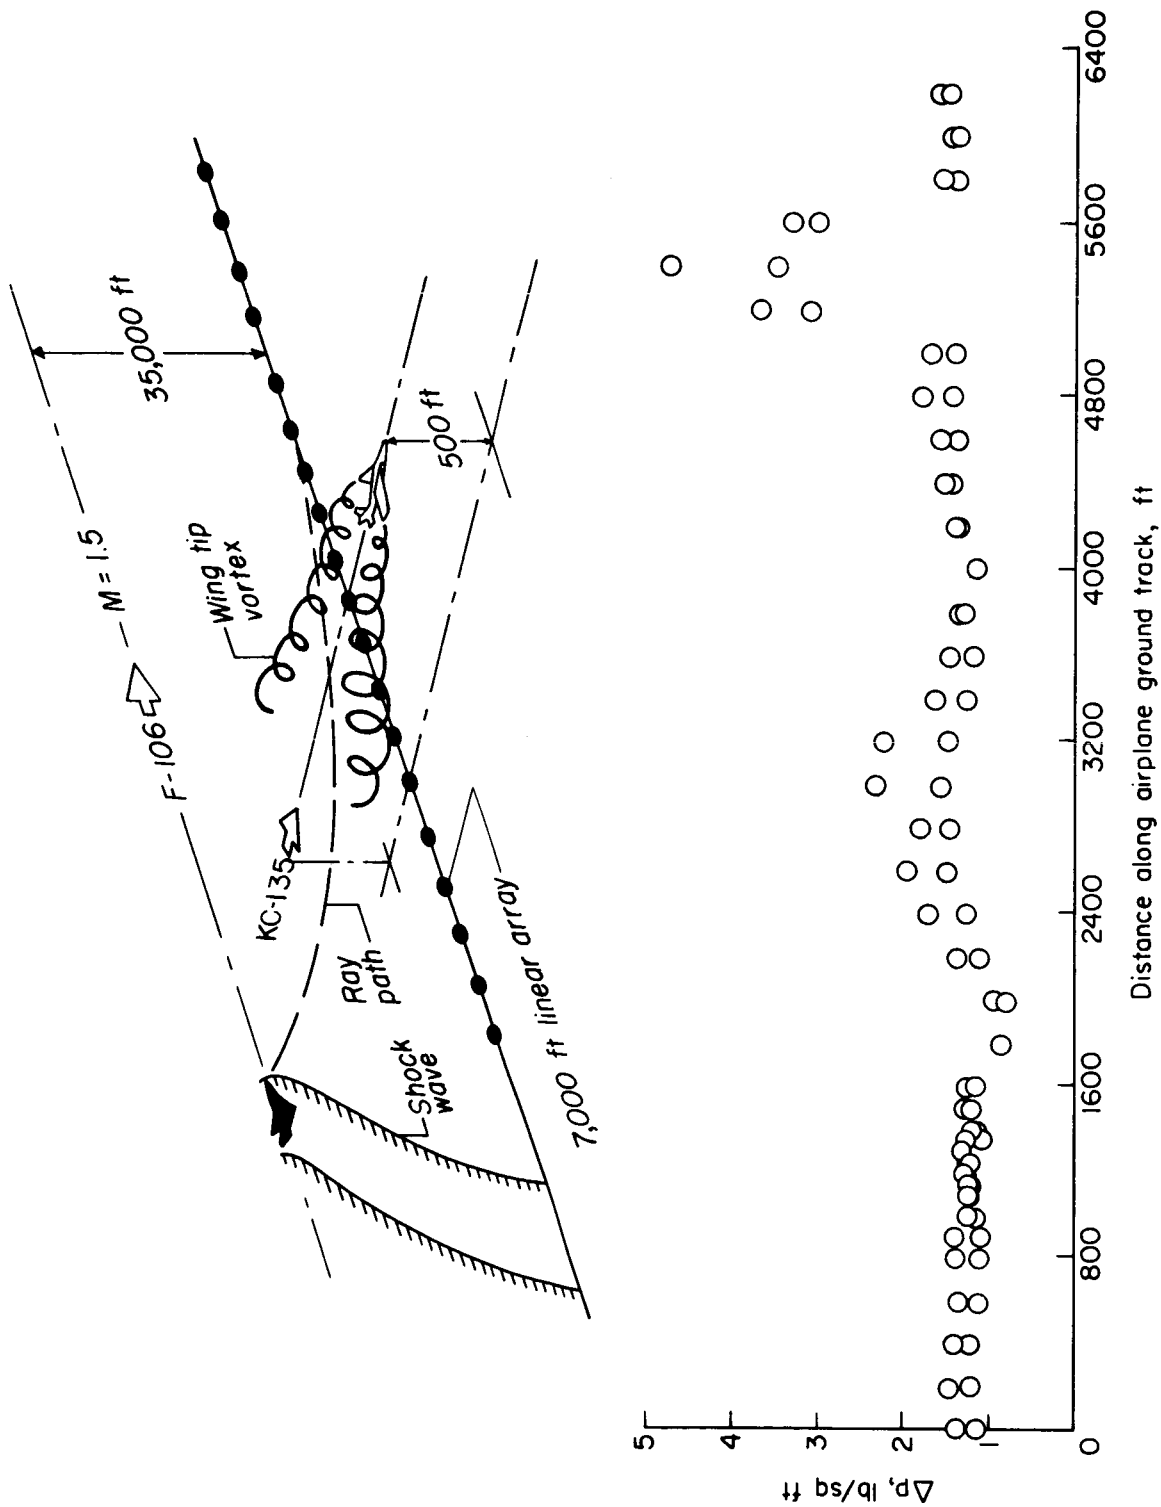 F-106
M = 1.5
35,000 ft
Wing tip
vortex
KC-135
500 ft
Ray
path
Shock
wave
7,000 ft linear array
5
4
3
2
1
Δp, lb/sq ft
0
800
1600
2400
3200
4000
4800
5600
6400
Distance along airplane ground track, ft